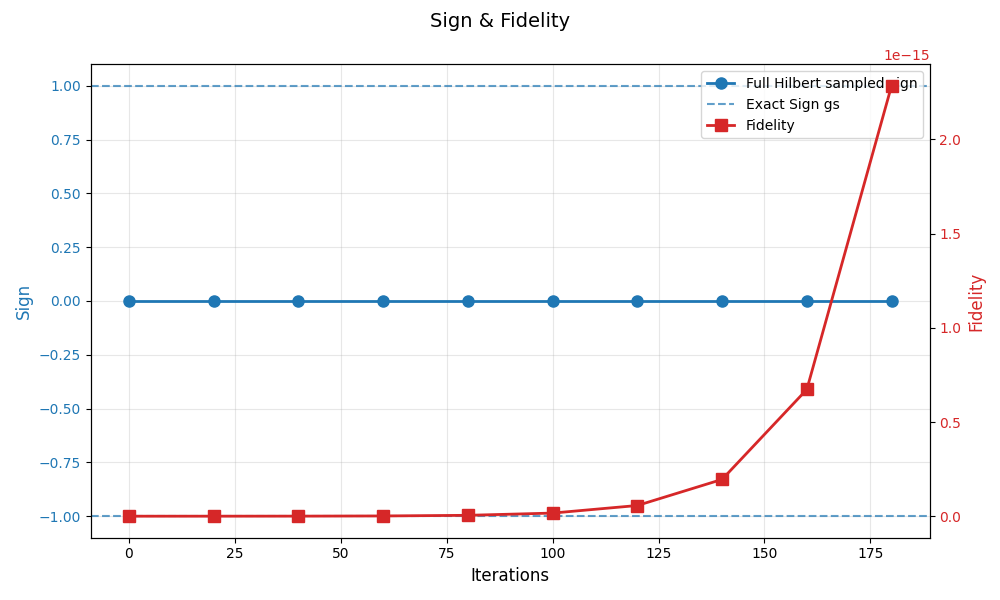 Sign & Fidelity
1e−15
Full Hilbert sampled sign
Exact Sign gs
Fidelity
1.00
0.75
0.50
0.25
0.00
−0.25
−0.50
−0.75
−1.00
Sign
2.0
1.5
1.0
0.5
0.0
Fidelity
0
25
50
75
100
125
150
175
Iterations